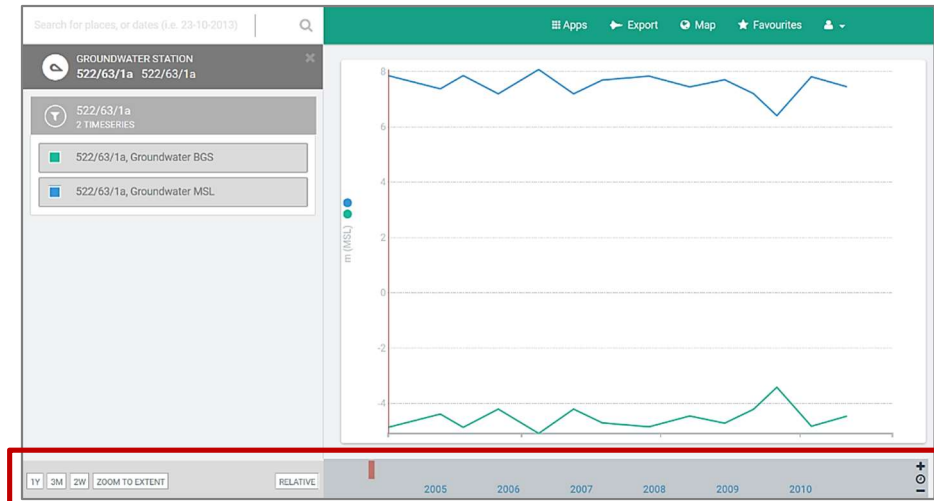 Search for places, or dates (i.e. 23-10-2013)
Apps Export Map Favourites
GROUNDWATER STATION
522/63/1a 522/63/1a
522/63/1a
2 TIMESERIES
522/63/1a, Groundwater BGS
522/63/1a, Groundwater MSL
8
6
4
2
0
-2
-4
m (MSL)
1Y 3M 2W ZOOM TO EXTENT RELATIVE
2005 2006 2007 2008 2009 2010